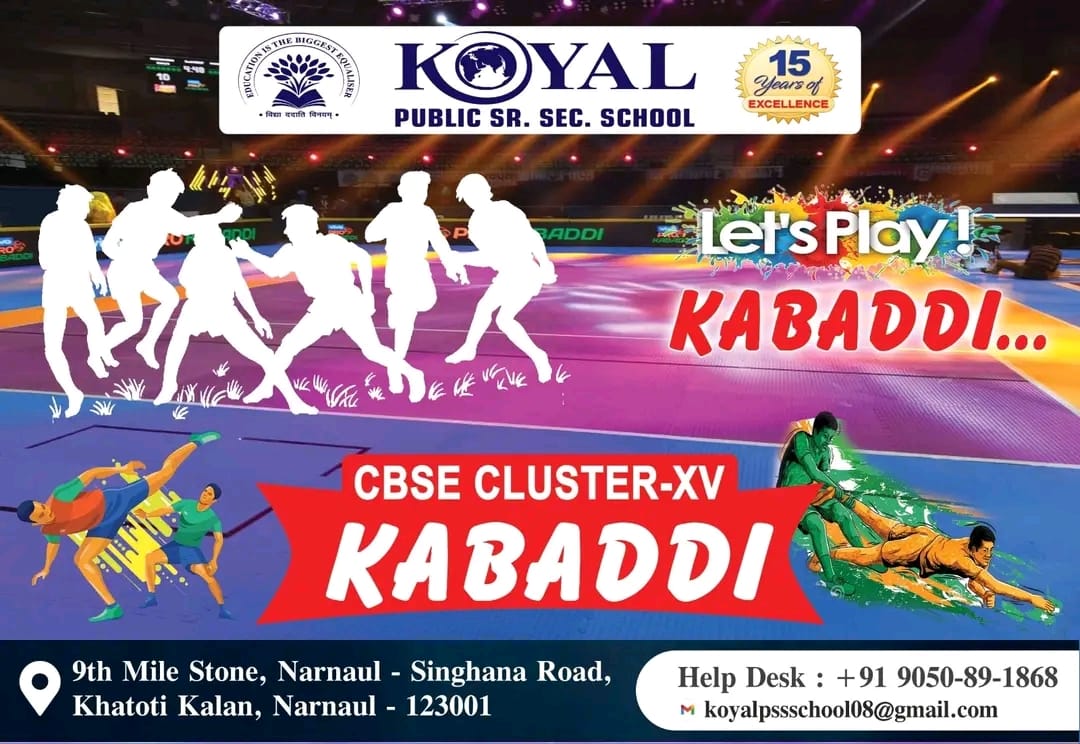 EDUCATION IS THE BIGGEST EQUALISER
• विद्या ददाति विनयम् •
KOYAL
PUBLIC SR. SEC. SCHOOL
15
Years of
EXCELLENCE
10
KABADDI
Let's Play!
KABADDI...
CBSE CLUSTER-XV
KABADDI
9th Mile Stone, Narnaul - Singhana Road,
Khatoti Kalan, Narnaul - 123001
Help Desk : +91 9050-89-1868
koyalpssschool08@gmail.com